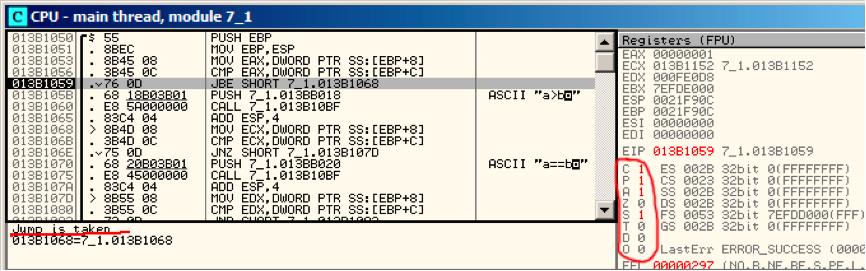 CPU - main thread, module 7_1
013B1050 $ 55 PUSH EBP
013B1051 . 8BEC MOV EBP,ESP
013B1053 . 8B45 08 MOV EAX,DWORD PTR SS:[EBP+8]
013B1056 . 3B45 0C CMP EAX,DWORD PTR SS:[EBP+C]
013B1059 .v76 0D JBE SHORT 7_1.013B1068
013B105B . 68 18B03B01 PUSH 7_1.013BB018 ASCII "a>b◙"
013B1060 . E8 5A000000 CALL 7_1.013B10BF
013B1065 . 83C4 04 ADD ESP,4
013B1068 > 8B4D 08 MOV ECX,DWORD PTR SS:[EBP+8]
013B106B . 3B4D 0C CMP ECX,DWORD PTR SS:[EBP+C]
013B106E .v75 0D JNZ SHORT 7_1.013B107D
013B1070 . 68 20B03B01 PUSH 7_1.013BB020 ASCII "a==b◙"
013B1075 . E8 45000000 CALL 7_1.013B10BF
013B107A . 83C4 04 ADD ESP,4
013B107D > 8B55 08 MOV EDX,DWORD PTR SS:[EBP+8]
013B1080 . 3B55 0C CMP EDX,DWORD PTR SS:[EBP+C]
Jump is taken
013B1068=7_1.013B1068
Registers (FPU)
EAX 00000001
ECX 013B1152 7_1.013B1152
EDX 000FE0D8
EBX 7EFDE000
ESP 0021F90C
EBP 0021F90C
ESI 00000000
EDI 00000000
EIP 013B1059 7_1.013B1059
C 1 ES 002B 32bit 0(FFFFFFFF)
P 1 CS 0023 32bit 0(FFFFFFFF)
A 1 SS 002B 32bit 0(FFFFFFFF)
Z 0 DS 002B 32bit 0(FFFFFFFF)
S 1 FS 0053 32bit 7EFDD000(FFF)
T 0 GS 002B 32bit 0(FFFFFFFF)
D 0
O 0 LastErr ERROR_SUCCESS (0000
EFL 00000297 (NO,B,NE,BE,S,PE,L,